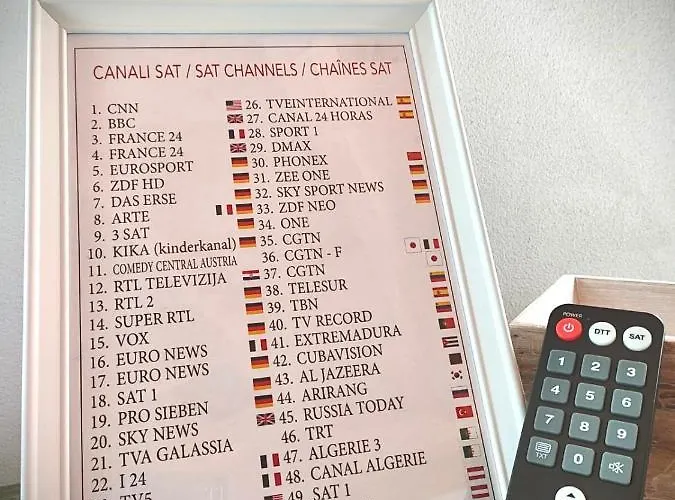 CANALI SAT / SAT CHANNELS / CHAÎNES SAT
1. CNN
2. BBC
3. FRANCE 24
4. FRANCE 24
5. EUROSPORT
6. ZDF HD
7. DAS ERSE
8. ARTE
9. 3 SAT
10. KIKA (kinderkanal)
11. COMEDY CENTRAL AUSTRIA
12. RTL TELEVIZIJA
13. RTL 2
14. SUPER RTL
15. VOX
16. EURO NEWS
17. EURO NEWS
18. SAT 1
19. PRO SIEBEN
20. SKY NEWS
21. TVA GALASSIA
22. I 24
TV5
26. TVEINTERNATIONAL
27. CANAL 24 HORAS
28. SPORT 1
29. DMAX
30. PHONEX
31. ZEE ONE
32. SKY SPORT NEWS
33. ZDF NEO
34. ONE
35. CGTN
36. CGTN - F
37. CGTN
38. TELESUR
39. TBN
40. TV RECORD
41. EXTREMADURA
42. CUBAVISION
43. AL JAZEERA
44. ARIRANG
45. RUSSIA TODAY
46. TRT
47. ALGERIE 3
48. CANAL ALGERIE
49. SAT 1
POWER
DTT SAT
1 2 3
4 5 6
7 8 9
TXT 0